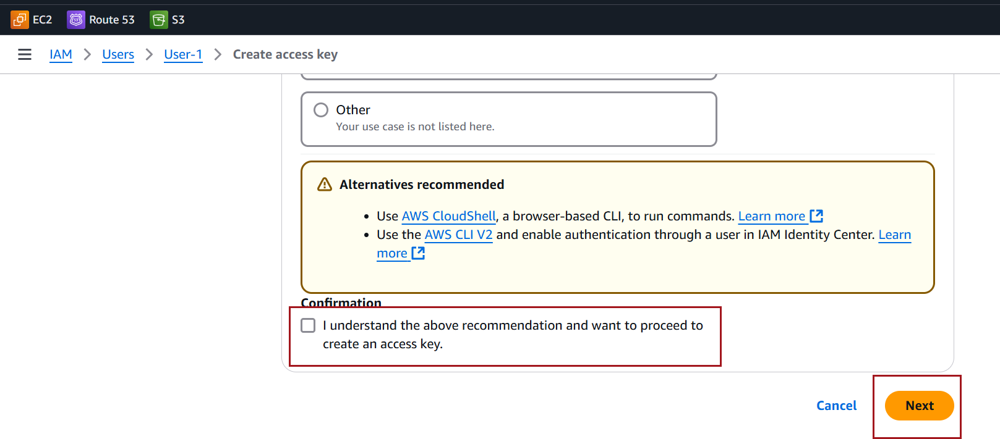 EC2 Route 53 S3
IAM Users User-1 Create access key
Other
Your use case is not listed here.
Alternatives recommended
• Use AWS CloudShell, a browser-based CLI, to run commands. Learn more
• Use the AWS CLI V2 and enable authentication through a user in IAM Identity Center. Learn
more
Confirmation
I understand the above recommendation and want to proceed to
create an access key.
Cancel Next